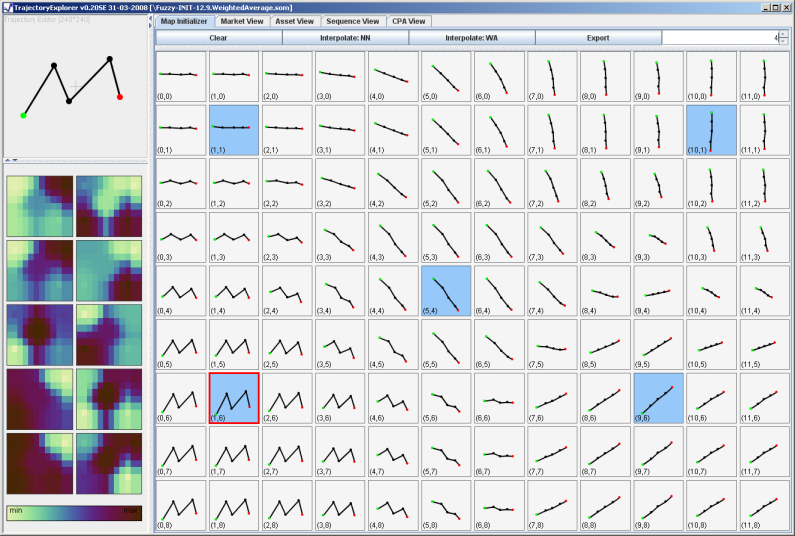 TrajectoryExplorer v0.20SE 31-03-2008 [\Fuzzy-INIT-12.9.WeightedAverage.som]
Trajectory Editor [240*240]
Map Initializer Market View Asset View Sequence View CPA View
Clear Interpolate: NN Interpolate: WA Export 4
(0,0) (1,0) (2,0) (3,0) (4,0) (5,0) (6,0) (7,0) (8,0) (9,0) (10,0) (11,0)
(0,1) (1,1) (2,1) (3,1) (4,1) (5,1) (6,1) (7,1) (8,1) (9,1) (10,1) (11,1)
(0,2) (1,2) (2,2) (3,2) (4,2) (5,2) (6,2) (7,2) (8,2) (9,2) (10,2) (11,2)
(0,3) (1,3) (2,3) (3,3) (4,3) (5,3) (6,3) (7,3) (8,3) (9,3) (10,3) (11,3)
(0,4) (1,4) (2,4) (3,4) (4,4) (5,4) (6,4) (7,4) (8,4) (9,4) (10,4) (11,4)
(0,5) (1,5) (2,5) (3,5) (4,5) (5,5) (6,5) (7,5) (8,5) (9,5) (10,5) (11,5)
(0,6) (1,6) (2,6) (3,6) (4,6) (5,6) (6,6) (7,6) (8,6) (9,6) (10,6) (11,6)
(0,7) (1,7) (2,7) (3,7) (4,7) (5,7) (6,7) (7,7) (8,7) (9,7) (10,7) (11,7)
(0,8) (1,8) (2,8) (3,8) (4,8) (5,8) (6,8) (7,8) (8,8) (9,8) (10,8) (11,8)
min max